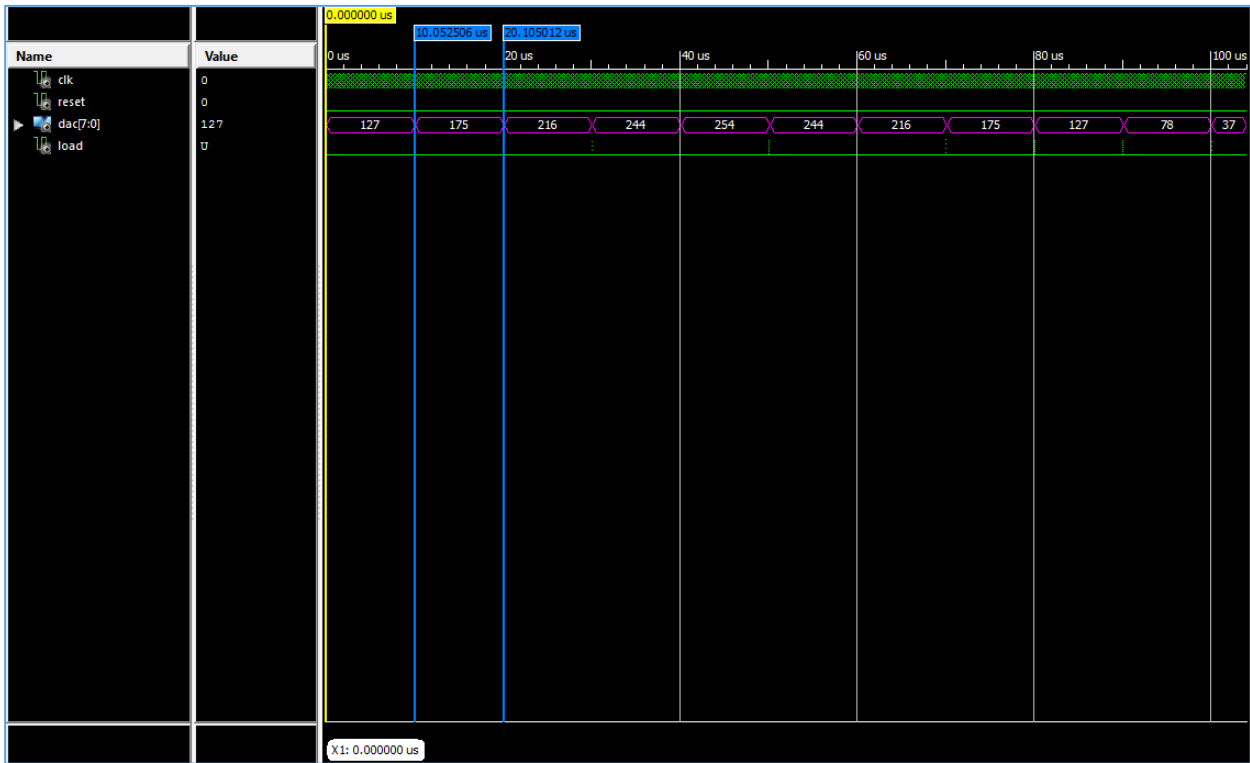 0.000000 us
10.052506 us 20.105012 us
Name Value 0 us 20 us 40 us 60 us 80 us 100 us
clk 0
reset 0
dac[7:0] 127 127 175 216 244 254 244 216 175 127 78 37
load U
X1: 0.000000 us